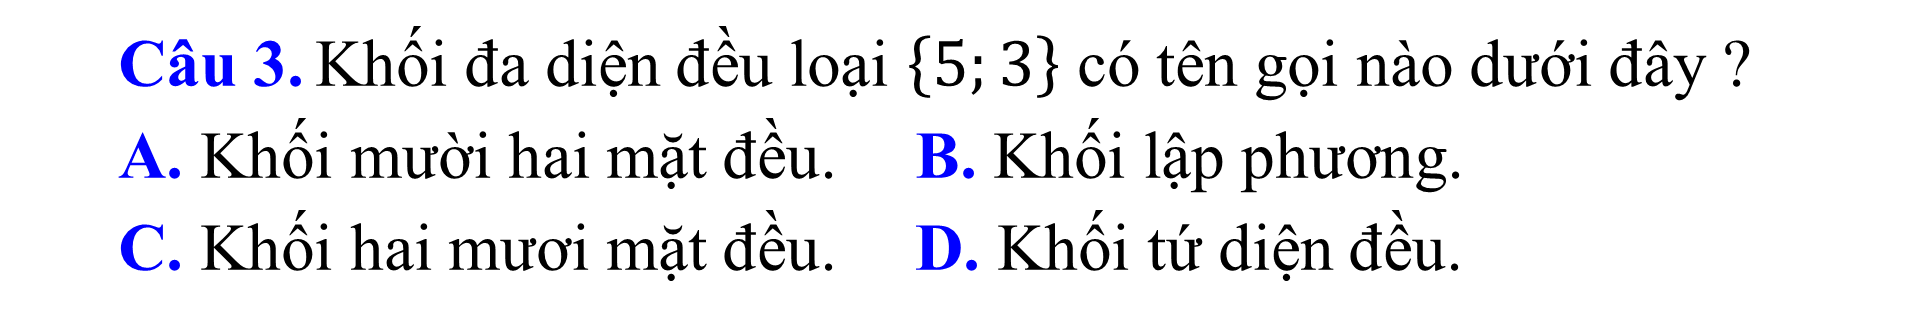 Câu 3. Khối đa diện đều loại {5; 3} có tên gọi nào dưới đây ?
A. Khối mười hai mặt đều. B. Khối lập phương.
C. Khối hai mươi mặt đều. D. Khối tứ diện đều.